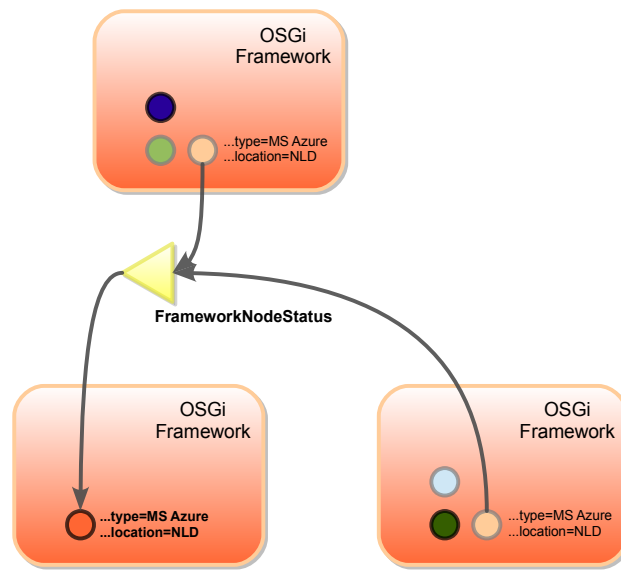 OSGi
Framework
...type=MS Azure
...location=NLD
FrameworkNodeStatus
OSGi
Framework
...type=MS Azure
...location=NLD
OSGi
Framework
...type=MS Azure
...location=NLD